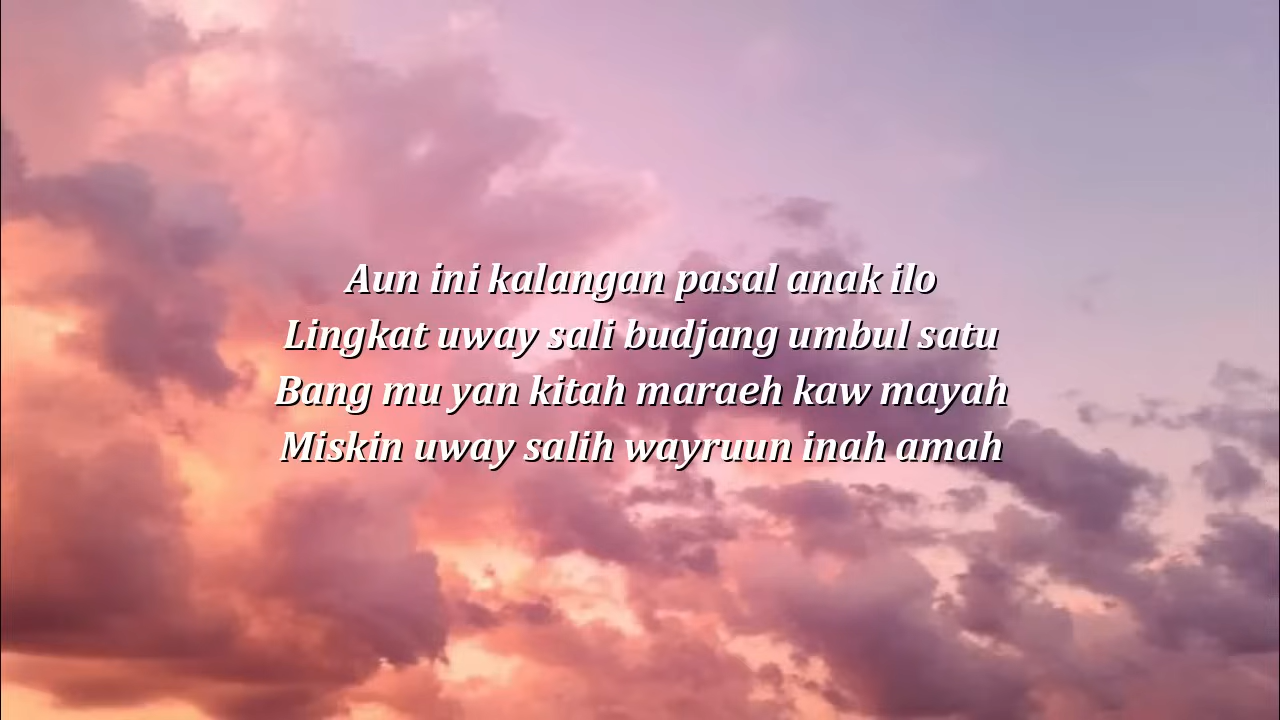 Aun ini kalangan pasal anak ilo
Lingkat uway sali budjang umbul satu
Bang mu yan kitah maraeh kaw mayah
Miskin uway salih wayruun inah amah